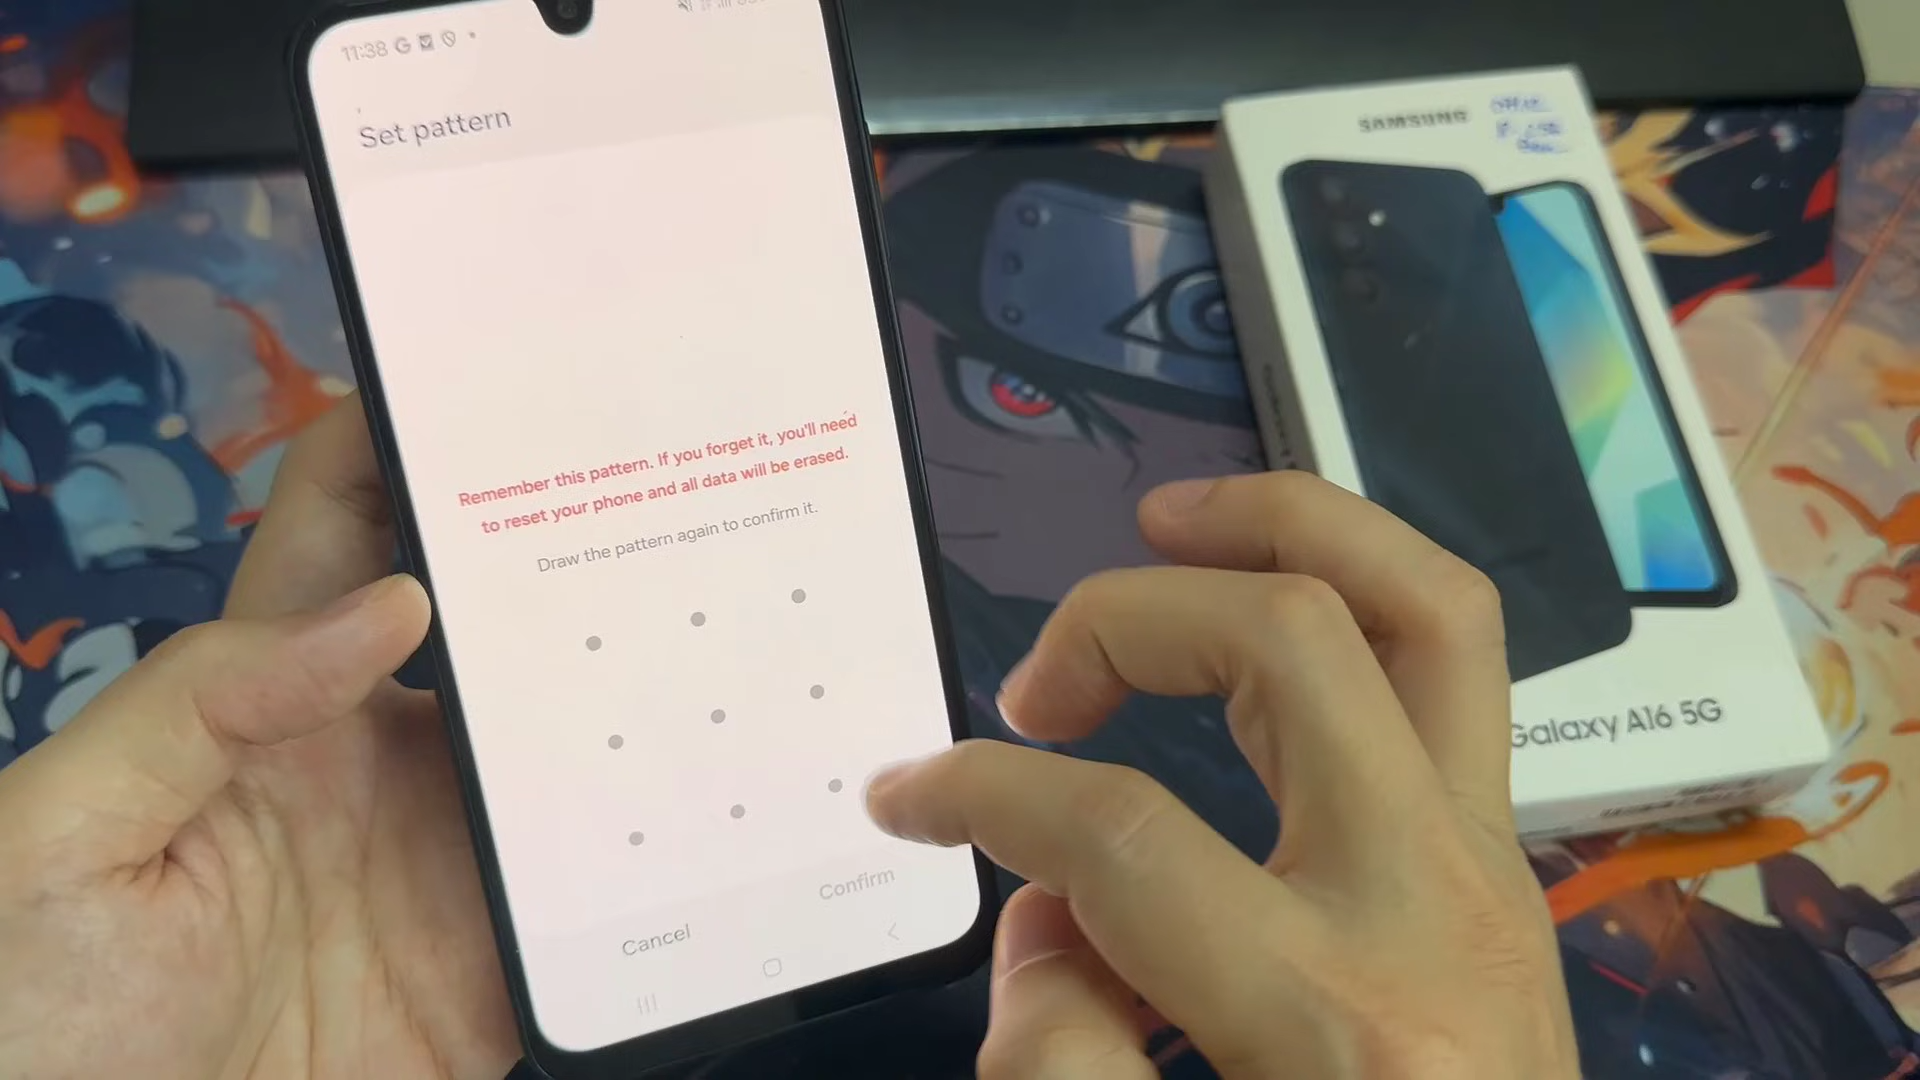 11:38
Set pattern
Remember this pattern. If you forget it, you'll need
to reset your phone and all data will be erased.
Draw the pattern again to confirm it.
Cancel
Confirm
SAMSUNG
Galaxy A16 5G